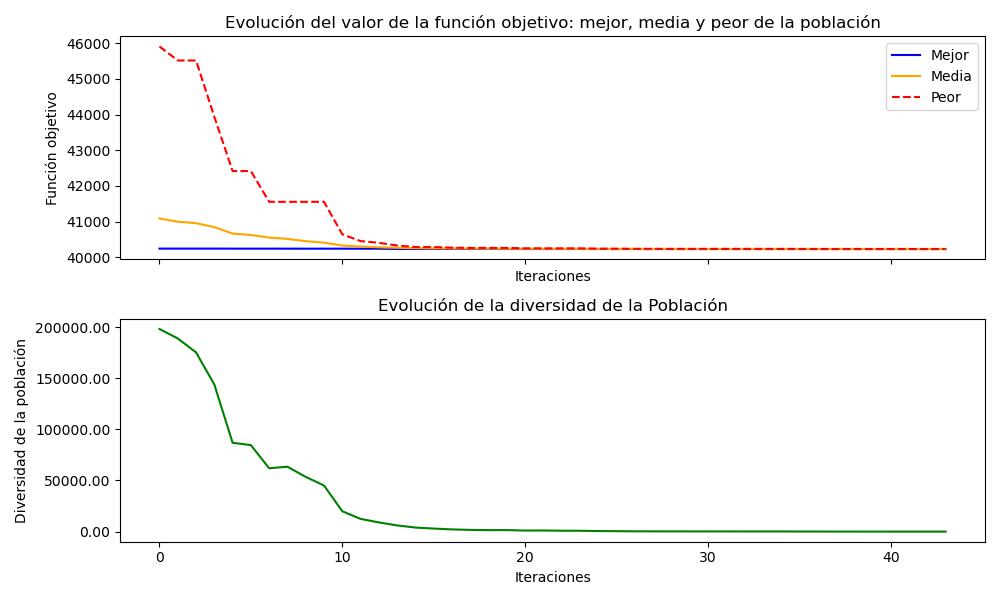 Evolución del valor de la función objetivo: mejor, media y peor de la población
46000
45000
44000
43000
42000
41000
40000
Función objetivo
Mejor
Media
Peor
Iteraciones
Evolución de la diversidad de la Población
200000.00
150000.00
100000.00
50000.00
0.00
Diversidad de la población
0 10 20 30 40
Iteraciones